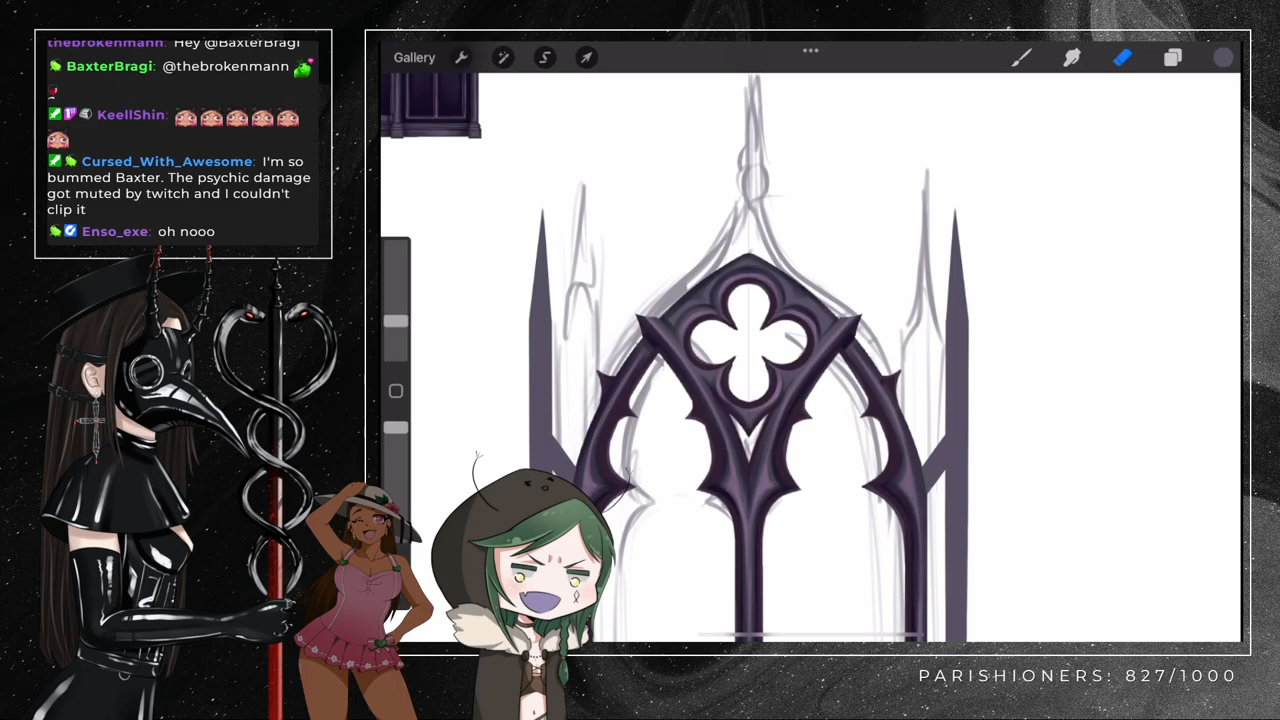 thebrokenmann: Hey @BaxterBragi
BaxterBragi: @thebrokenmann
KeellShin:
Cursed_With_Awesome: I'm so
bummed Baxter. The psychic damage
got muted by twitch and I couldn't
clip it
Enso_exe: oh nooo
Gallery
PARISHIONERS: 827/1000